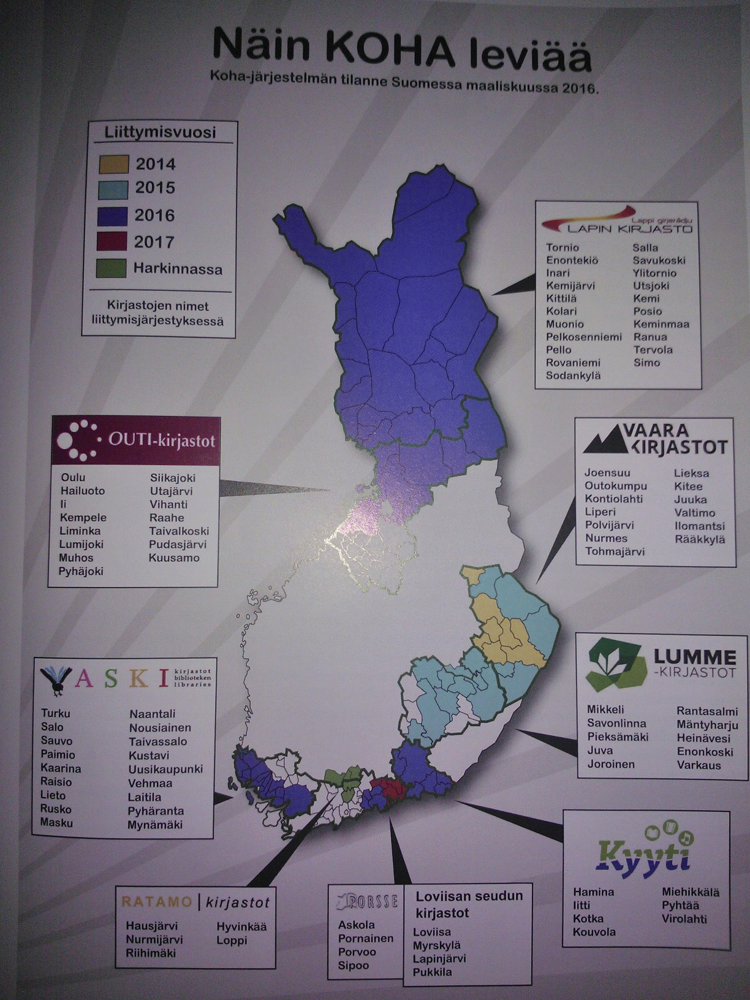 Näin KOHA leviää
Koha-järjestelmän tilanne Suomessa maaliskuussa 2016.
Liittymisvuosi
2014
2015
2016
2017
Harkinnassa
Kirjastojen nimet
liittymisjärjestyksessä
Lappi girjerádju
LAPIN KIRJASTO
Tornio
Enontekiö
Inari
Kemijärvi
Kittilä
Kolari
Muonio
Pelkosenniemi
Pello
Rovaniemi
Sodankylä
Salla
Savukoski
Ylitornio
Utsjoki
Kemi
Posio
Keminmaa
Ranua
Tervola
Simo
OUTI-kirjastot
Oulu
Hailuoto
Ii
Kempele
Liminka
Lumijoki
Muhos
Pyhäjoki
Siikajoki
Utajärvi
Vihanti
Raahe
Taivalkoski
Pudasjärvi
Kuusamo
VAARA
KIRJASTOT
Joensuu
Outokumpu
Kontiolahti
Liperi
Polvijärvi
Nurmes
Tohmajärvi
Lieksa
Kitee
Juuka
Valtimo
Ilomantsi
Rääkkylä
VASKI
kirjastot
biblioteken
libraries
Turku
Salo
Sauvo
Paimio
Kaarina
Raisio
Lieto
Rusko
Masku
Naantali
Nousiainen
Taivassalo
Kustavi
Uusikaupunki
Vehmaa
Laitila
Pyhäranta
Mynämäki
LUMME
-KIRJASTOT
Mikkeli
Savonlinna
Pieksämäki
Juva
Joroinen
Rantasalmi
Mäntyharju
Heinävesi
Enonkoski
Varkaus
Kyyti
Hamina
Iitti
Kotka
Kouvola
Miehikkälä
Pyhtää
Virolahti
RATAMO | kirjastot
Hausjärvi
Nurmijärvi
Riihimäki
Hyvinkää
Loppi
PORSSE
Askola
Pornainen
Porvoo
Sipoo
Loviisan seudun
kirjastot
Loviisa
Myrskylä
Lapinjärvi
Pukkila